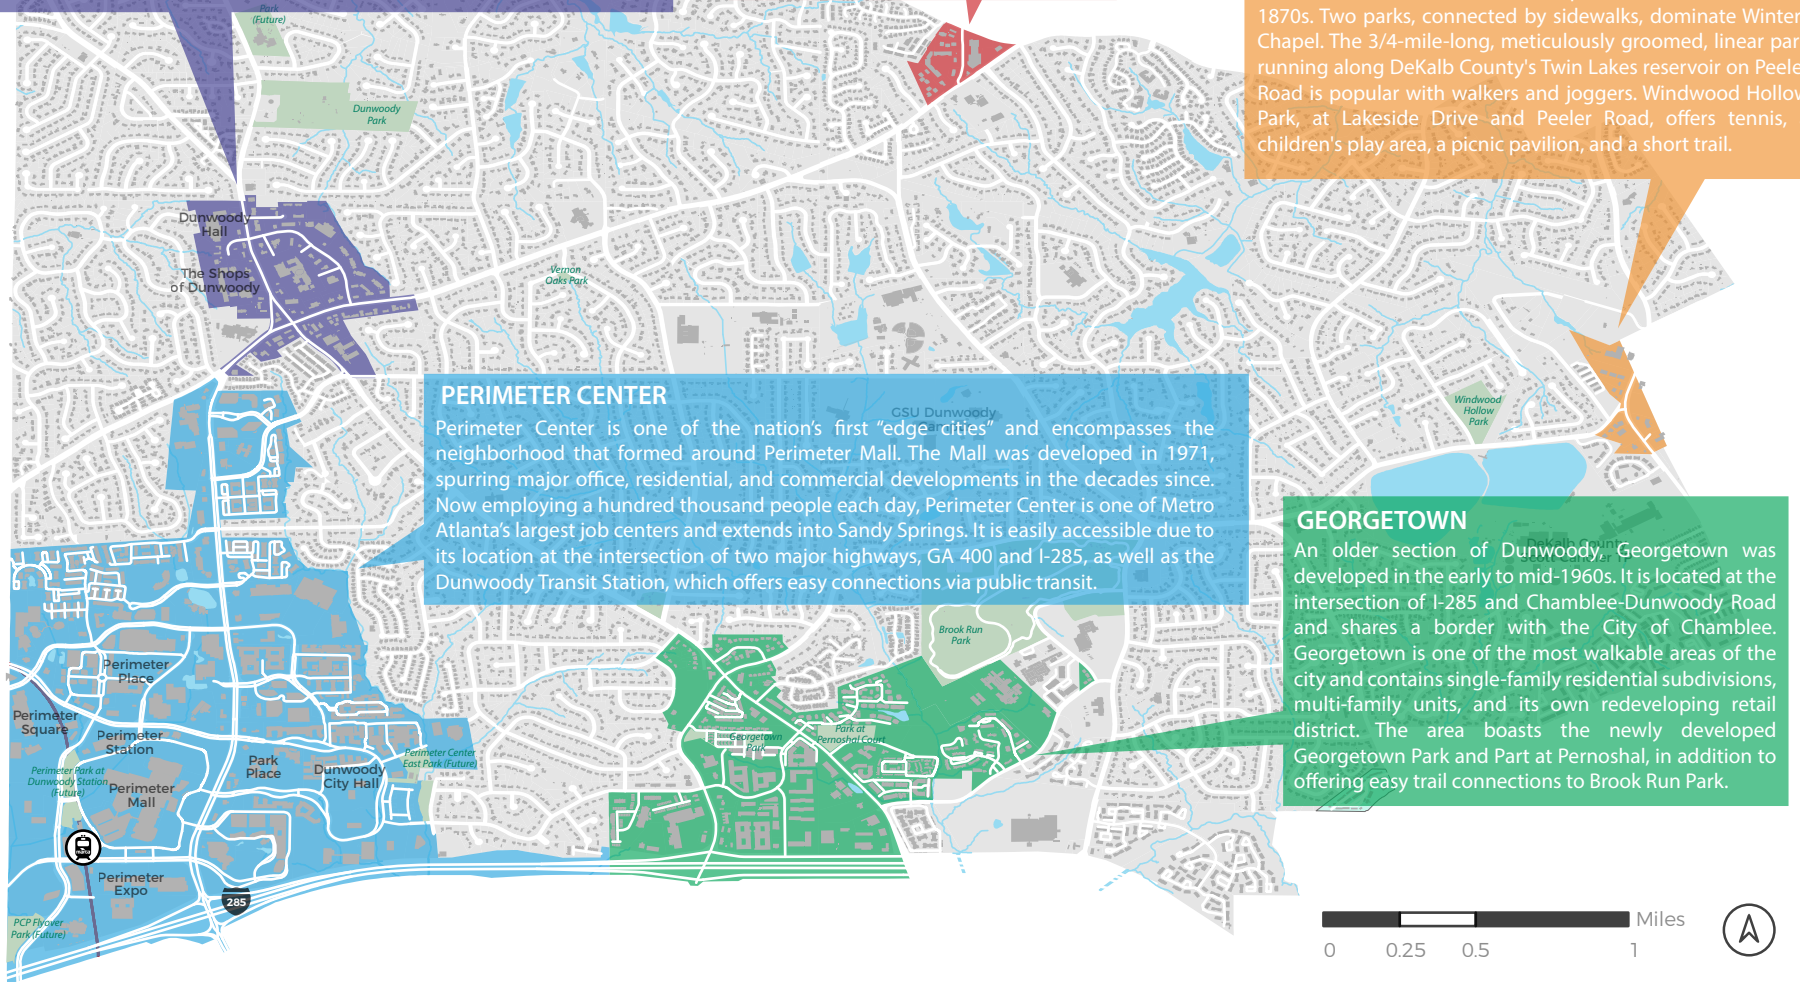 Park
(Future)
1870s. Two parks, connected by sidewalks, dominate Winter
Chapel. The 3/4-mile-long, meticulously groomed, linear par
running along DeKalb County's Twin Lakes reservoir on Peele
Road is popular with walkers and joggers. Windwood Hollow
Park, at Lakeside Drive and Peeler Road, offers tennis,
children's play area, a picnic pavilion, and a short trail.
Dunwoody
Park
Dunwoody
Hall
The Shops
of Dunwoody
Vernon
Oaks Park
Windwood
Hollow
Park
PERIMETER CENTER
GSU Dunwoody
Perimeter Center is one of the nation's first "edge cities" and encompasses the
neighborhood that formed around Perimeter Mall. The Mall was developed in 1971,
spurring major office, residential, and commercial developments in the decades since.
Now employing a hundred thousand people each day, Perimeter Center is one of Metro
Atlanta's largest job centers and extends into Sandy Springs. It is easily accessible due to
its location at the intersection of two major highways, GA 400 and I-285, as well as the
Dunwoody Transit Station, which offers easy connections via public transit.
GEORGETOWN
DeKalb County
Scott Candler
An older section of Dunwoody, Georgetown was
developed in the early to mid-1960s. It is located at the
intersection of I-285 and Chamblee-Dunwoody Road
and shares a border with the City of Chamblee.
Georgetown is one of the most walkable areas of the
city and contains single-family residential subdivisions,
multi-family units, and its own redeveloping retail
district. The area boasts the newly developed
Georgetown Park and Part at Pernoshal, in addition to
offering easy trail connections to Brook Run Park.
Brook Run
Park
Perimeter
Place
Perimeter
Square
Perimeter
Station
Georgetown
Park
Park at
Pernoshal Court
Perimeter Center
East Park (Future)
Park
Place
Dunwoody
City Hall
Perimeter Park at
Dunwoody Station
(Future)
Perimeter
Mall
marta
Perimeter
Expo
285
PCP Flyover
Park (Future)
Miles
0 0.25 0.5 1